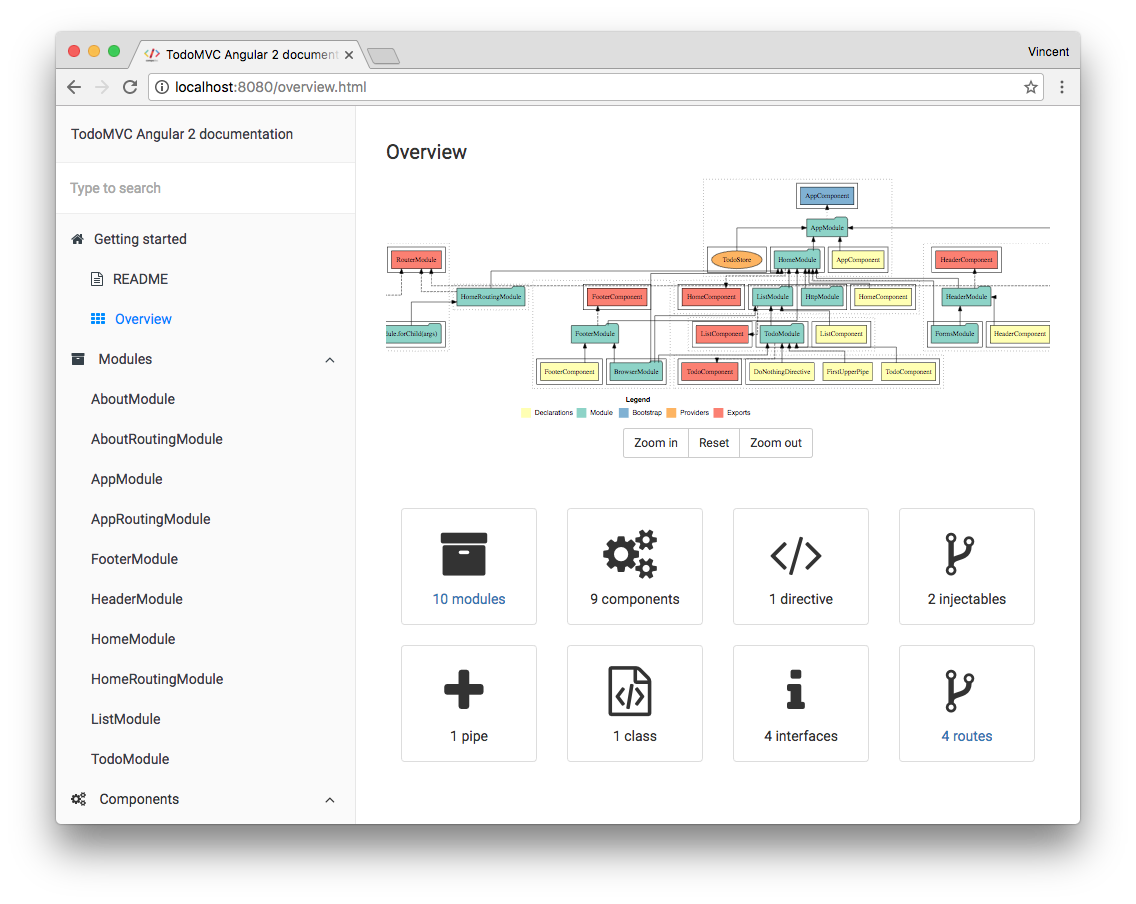 TodoMVC Angular 2 document
Vincent
localhost:8080/overview.html
TodoMVC Angular 2 documentation
Type to search
Getting started
README
Overview
Modules
AboutModule
AboutRoutingModule
AppModule
AppRoutingModule
FooterModule
HeaderModule
HomeModule
HomeRoutingModule
ListModule
TodoModule
Components
Overview
AppComponent
AppModule
RouterModule
TodoStore
HomeModule
AppComponent
HeaderComponent
HomeRoutingModule
FooterComponent
HomeComponent
ListModule
HttpModule
HomeComponent
HeaderModule
ule.forChild(args)
FooterModule
ListComponent
TodoModule
ListComponent
FormsModule
HeaderComponent
FooterComponent
BrowserModule
TodoComponent
DoNothingDirective
FirstUpperPipe
TodoComponent
Legend
Declarations Module Bootstrap Providers Exports
Zoom in Reset Zoom out
10 modules
9 components
1 directive
2 injectables
1 pipe
1 class
4 interfaces
4 routes